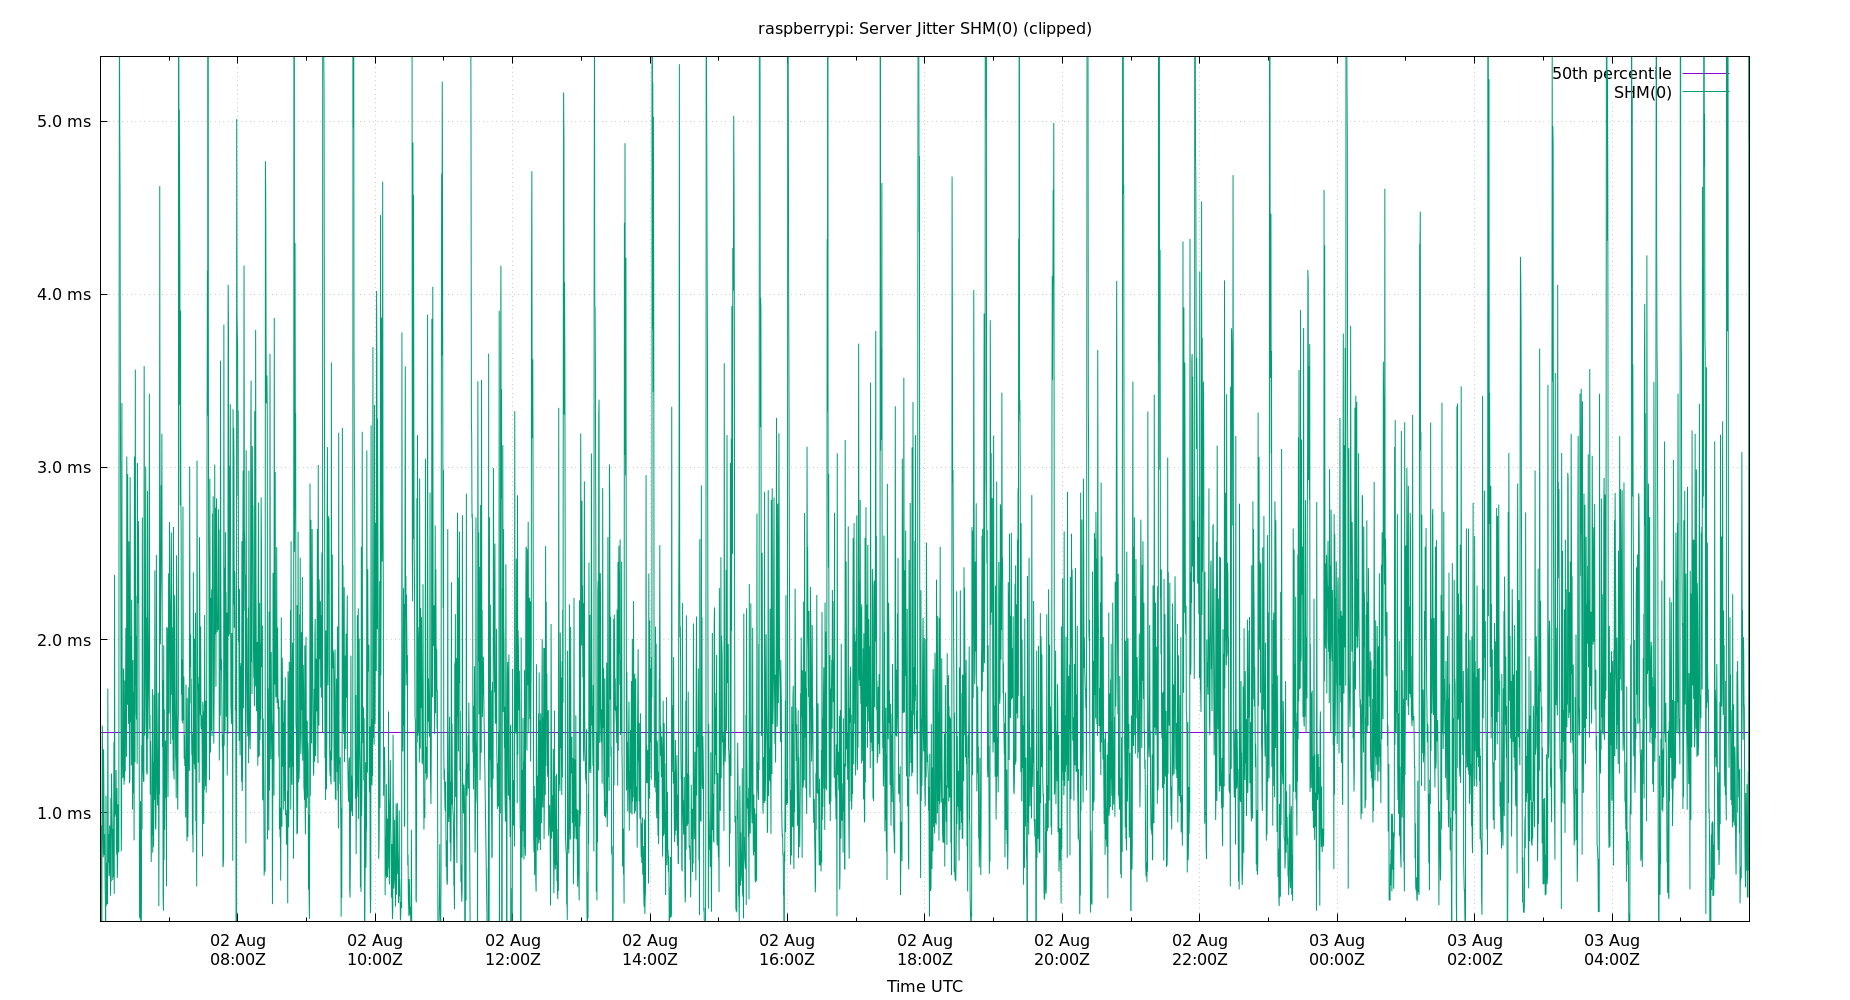 raspberrypi: Server Jitter SHM(0) (clipped)
50th percentile
SHM(0)
5.0 ms
4.0 ms
3.0 ms
2.0 ms
1.0 ms
02 Aug 02 Aug 02 Aug 02 Aug 02 Aug 02 Aug 02 Aug 02 Aug 03 Aug 03 Aug 03 Aug
08:00Z 10:00Z 12:00Z 14:00Z 16:00Z 18:00Z 20:00Z 22:00Z 00:00Z 02:00Z 04:00Z
Time UTC